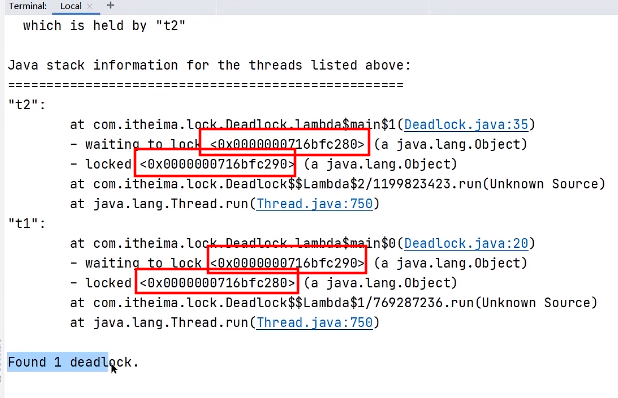 Terminal: Local × +
which is held by "t2"
Java stack information for the threads listed above:
===================================================
"t2":
at com.itheima.lock.Deadlock.lambda$main$1(Deadlock.java:35)
- waiting to lock <0x0000000716bfc280> (a java.lang.Object)
- locked <0x0000000716bfc290> (a java.lang.Object)
at com.itheima.lock.Deadlock$$Lambda$2/1199823423.run(Unknown Source)
at java.lang.Thread.run(Thread.java:750)
"t1":
at com.itheima.lock.Deadlock.lambda$main$0(Deadlock.java:20)
- waiting to lock <0x0000000716bfc290> (a java.lang.Object)
- locked <0x0000000716bfc280> (a java.lang.Object)
at com.itheima.lock.Deadlock$$Lambda$1/769287236.run(Unknown Source)
at java.lang.Thread.run(Thread.java:750)
Found 1 deadlock.